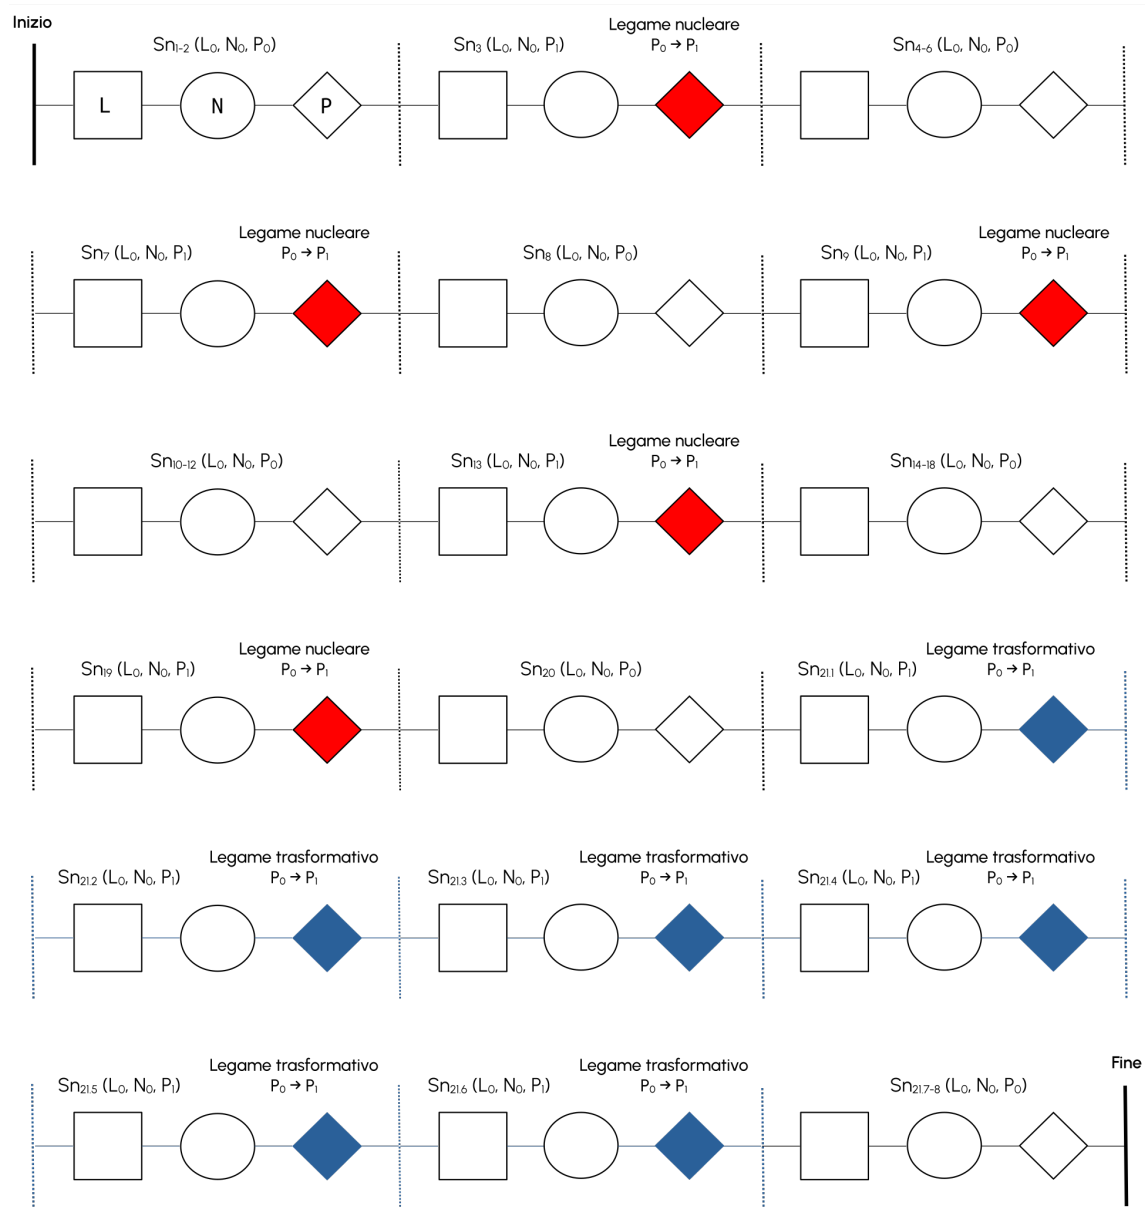 Inizio
Legame nucleare
Sn₁₋₂ (L₀, N₀, P₀)
Sn₃ (L₀, N₀, P₁)
P₀ → P₁
Sn₄₋₆ (L₀, N₀, P₀)
L
N
P
Legame nucleare
Legame nucleare
Sn₇ (L₀, N₀, P₁)
P₀ → P₁
Sn₈ (L₀, N₀, P₀)
Sn₉ (L₀, N₀, P₁)
P₀ → P₁
Legame nucleare
Sn₁₀₋₁₂ (L₀, N₀, P₀)
Sn₁₃ (L₀, N₀, P₁)
P₀ → P₁
Sn₁₄₋₁₈ (L₀, N₀, P₀)
Legame nucleare
Legame trasformativo
Sn₁₉ (L₀, N₀, P₁)
P₀ → P₁
Sn₂₀ (L₀, N₀, P₀)
Sn₂₁.₁ (L₀, N₀, P₁)
P₀ → P₁
Legame trasformativo
Legame trasformativo
Legame trasformativo
Sn₂₁.₂ (L₀, N₀, P₁)
P₀ → P₁
Sn₂₁.₃ (L₀, N₀, P₁)
P₀ → P₁
Sn₂₁.₄ (L₀, N₀, P₁)
P₀ → P₁
Legame trasformativo
Legame trasformativo
Fine
Sn₂₁.₅ (L₀, N₀, P₁)
P₀ → P₁
Sn₂₁.₆ (L₀, N₀, P₁)
P₀ → P₁
Sn₂₁.₇₋₈ (L₀, N₀, P₀)